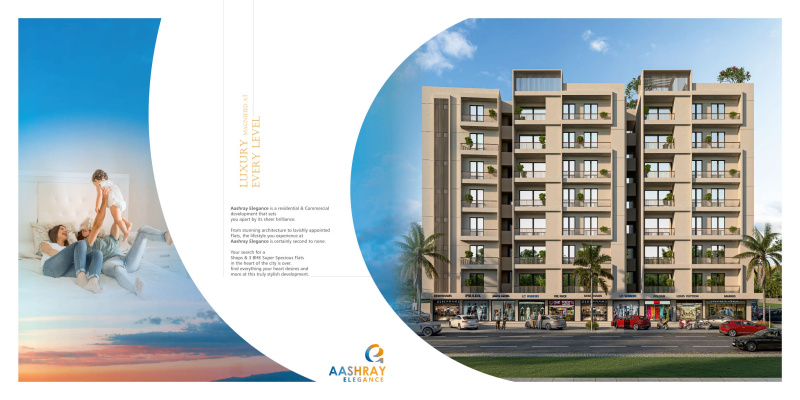 LUXURY MAGNIFIED AT
EVERY LEVEL
Aashray Elegance is a residential & Commercial
development that sets
you apart by its sheer brilliance.
From stunning architecture to lavishly appointed
Flats, the lifestyle you experience at
Aashray Elegance is certainly second to none.
Your search for a
Shops & 3 BHK Super Specious Flats
in the heart of the city is over.
find everything your heart desires and
more at this truly stylish development.
AASHRAY
ELEGANCE